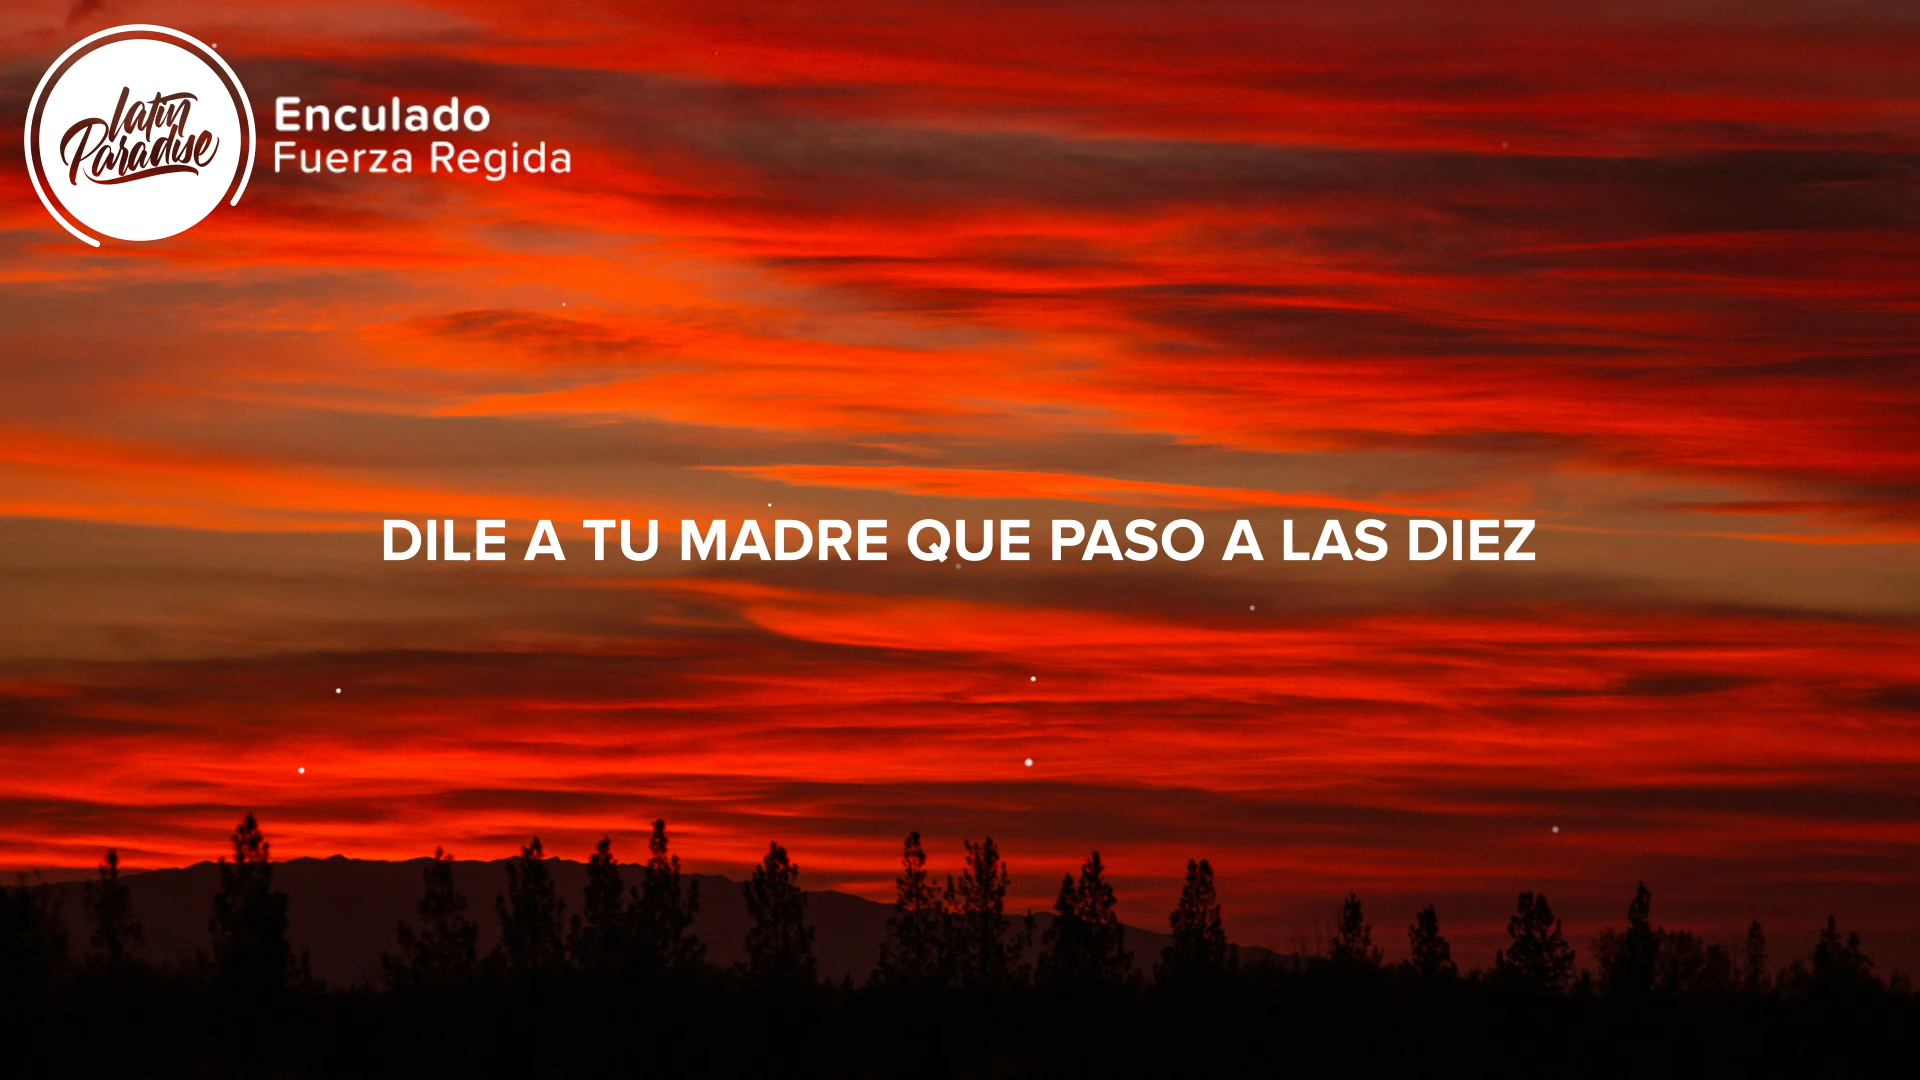 Latin
Paradise
Enculado
Fuerza Regida
DILE A TU MADRE QUE PASO A LAS DIEZ